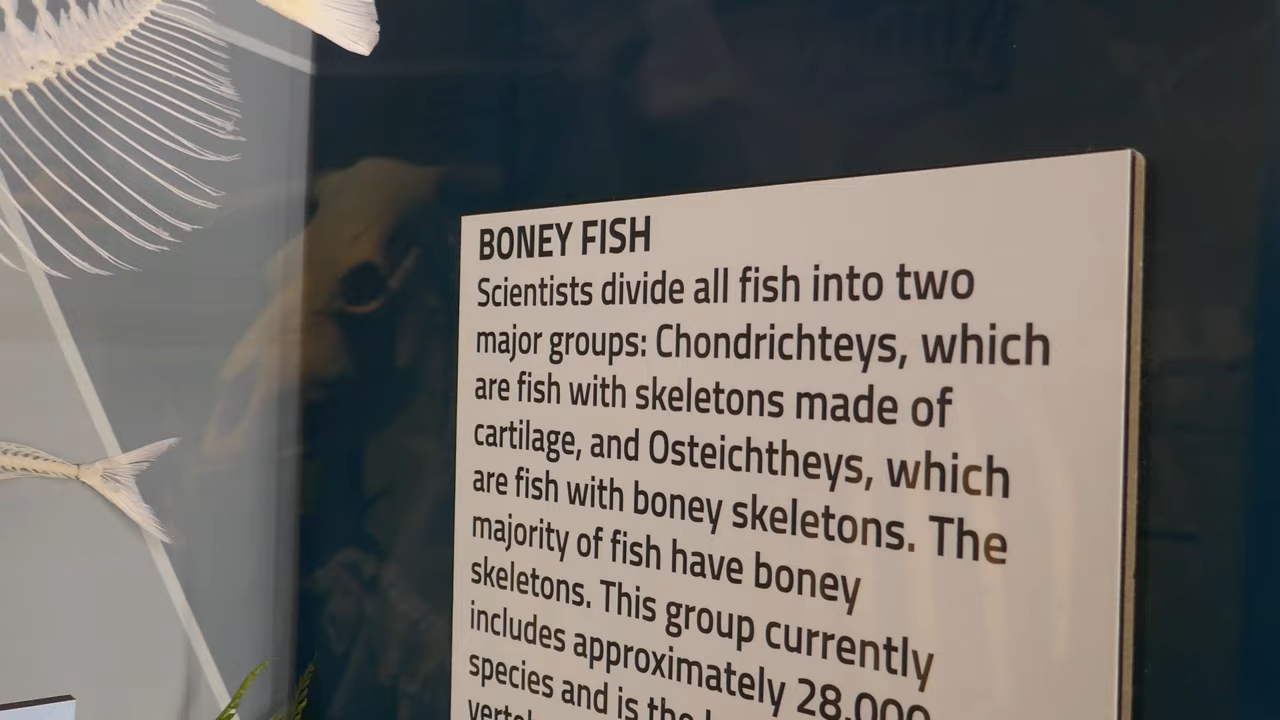 BONEY FISH
Scientists divide all fish into two
major groups: Chondrichteys, which
are fish with skeletons made of
cartilage, and Osteichtheys, which
are fish with boney skeletons. The
majority of fish have boney
skeletons. This group currently
includes approximately 28,000
species and is the